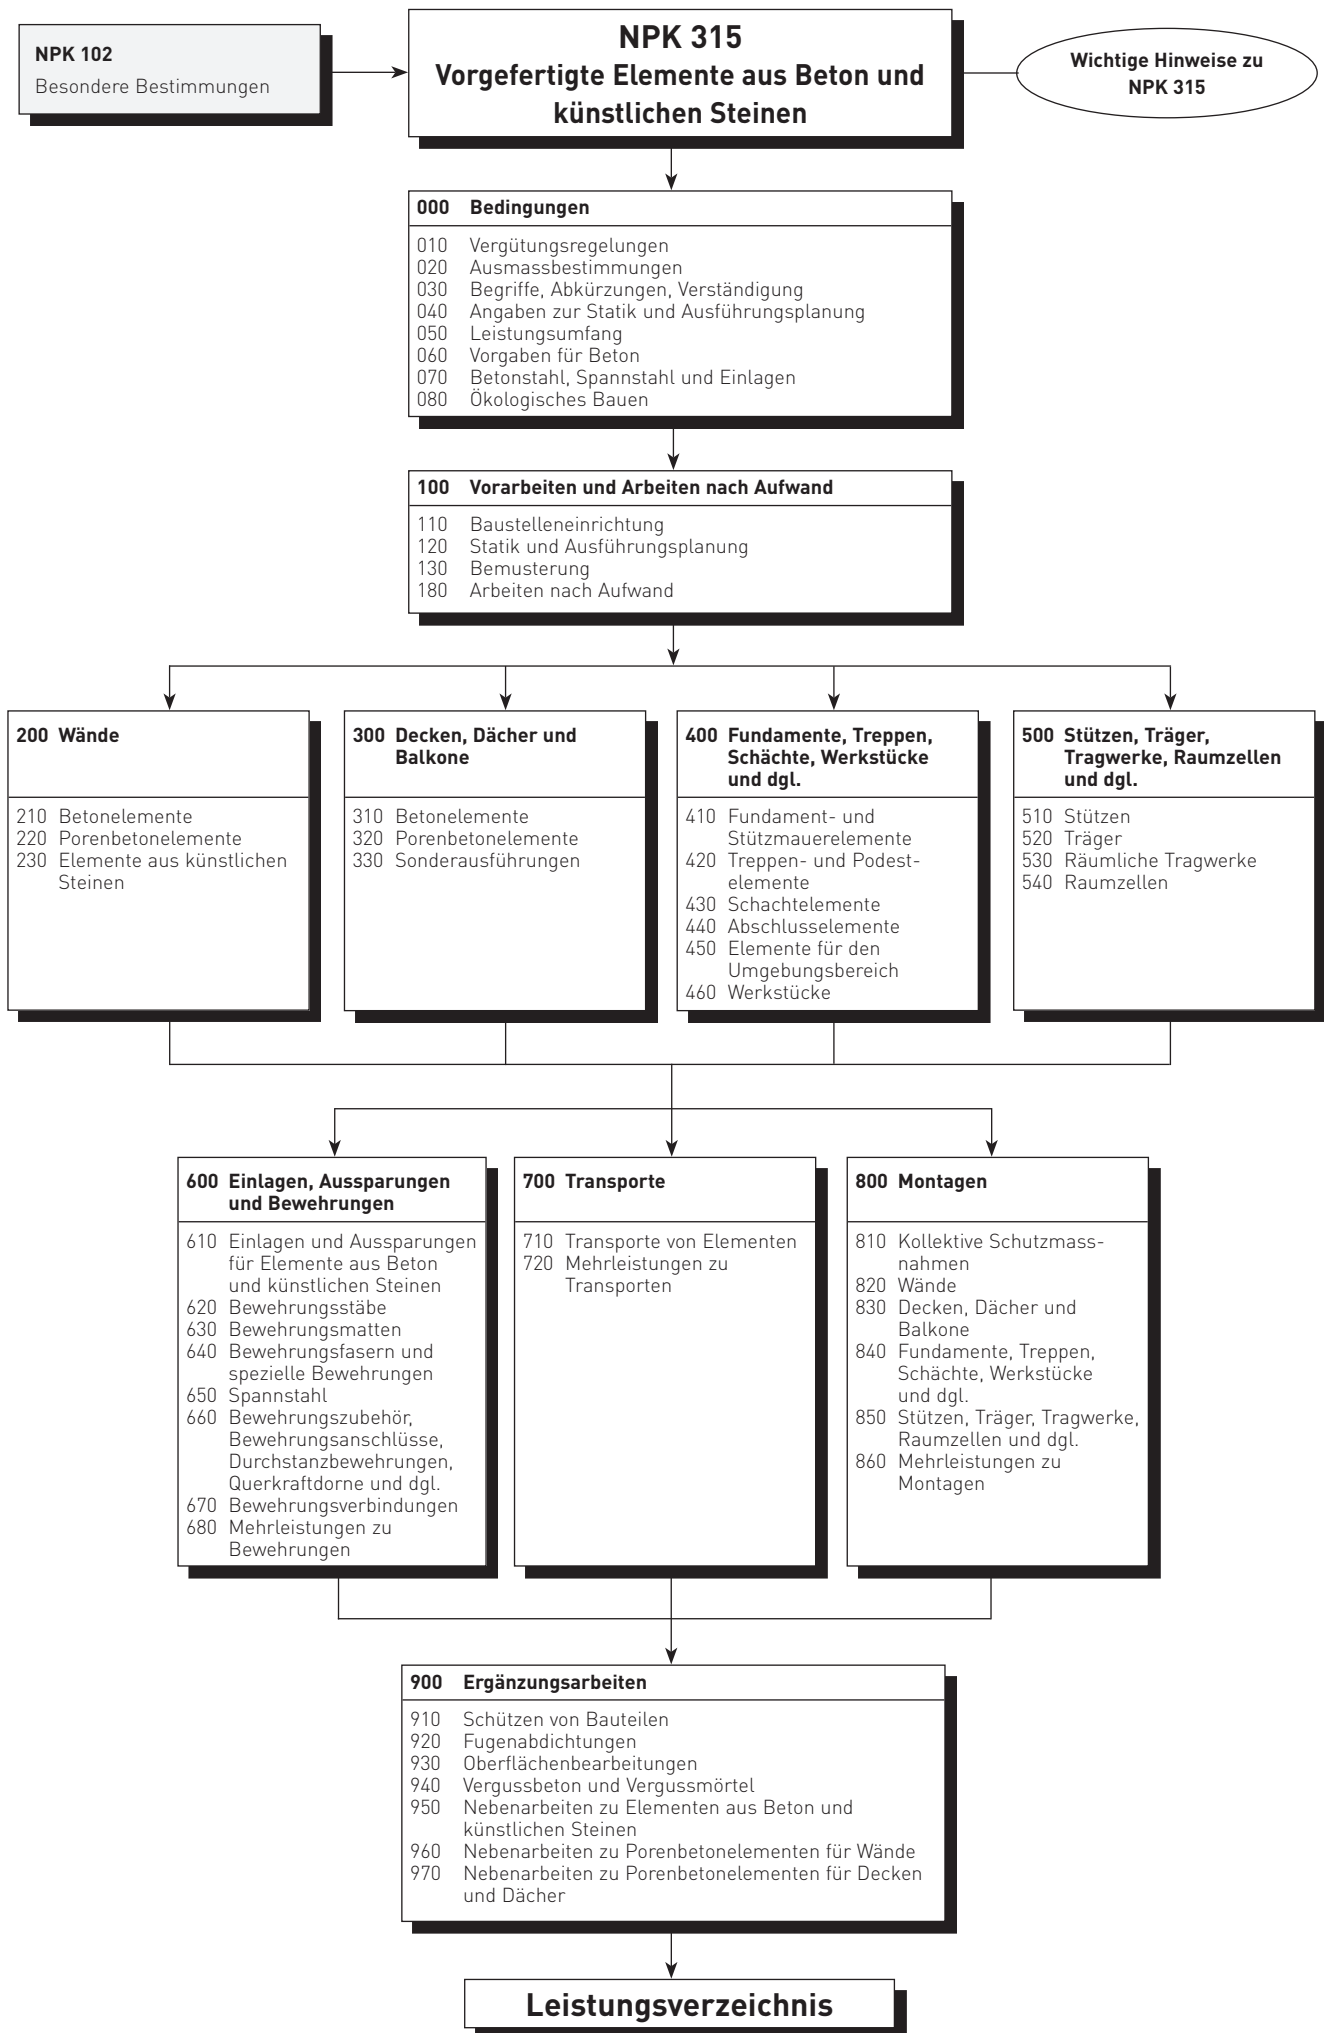 NPK 102
Besondere Bestimmungen
NPK 315
Vorgefertigte Elemente aus Beton und
künstlichen Steinen
Wichtige Hinweise zu
NPK 315
000 Bedingungen
010 Vergütungsregelungen
020 Ausmassbestimmungen
030 Begriffe, Abkürzungen, Verständigung
040 Angaben zur Statik und Ausführungsplanung
050 Leistungsumfang
060 Vorgaben für Beton
070 Betonstahl, Spannstahl und Einlagen
080 Ökologisches Bauen
100 Vorarbeiten und Arbeiten nach Aufwand
110 Baustelleneinrichtung
120 Statik und Ausführungsplanung
130 Bemusterung
180 Arbeiten nach Aufwand
200 Wände
210 Betonelemente
220 Porenbetonelemente
230 Elemente aus künstlichen
Steinen
300 Decken, Dächer und
Balkone
310 Betonelemente
320 Porenbetonelemente
330 Sonderausführungen
400 Fundamente, Treppen,
Schächte, Werkstücke
und dgl.
410 Fundament- und
Stützmauerelemente
420 Treppen- und Podest-
elemente
430 Schachtelemente
440 Abschlusselemente
450 Elemente für den
Umgebungsbereich
460 Werkstücke
500 Stützen, Träger,
Tragwerke, Raumzellen
und dgl.
510 Stützen
520 Träger
530 Räumliche Tragwerke
540 Raumzellen
600 Einlagen, Aussparungen
und Bewehrungen
610 Einlagen und Aussparungen
für Elemente aus Beton
und künstlichen Steinen
620 Bewehrungsstäbe
630 Bewehrungsmatten
640 Bewehrungsfasern und
spezielle Bewehrungen
650 Spannstahl
660 Bewehrungszubehör,
Bewehrungsanschlüsse,
Durchstanzbewehrungen,
Querkraftdorne und dgl.
670 Bewehrungsverbindungen
680 Mehrleistungen zu
Bewehrungen
700 Transporte
710 Transporte von Elementen
720 Mehrleistungen zu
Transporten
800 Montagen
810 Kollektive Schutzmass-
nahmen
820 Wände
830 Decken, Dächer und
Balkone
840 Fundamente, Treppen,
Schächte, Werkstücke
und dgl.
850 Stützen, Träger, Tragwerke,
Raumzellen und dgl.
860 Mehrleistungen zu
Montagen
900 Ergänzungsarbeiten
910 Schützen von Bauteilen
920 Fugenabdichtungen
930 Oberflächenbearbeitungen
940 Vergussbeton und Vergussmörtel
950 Nebenarbeiten zu Elementen aus Beton und
künstlichen Steinen
960 Nebenarbeiten zu Porenbetonelementen für Wände
970 Nebenarbeiten zu Porenbetonelementen für Decken
und Dächer
Leistungsverzeichnis